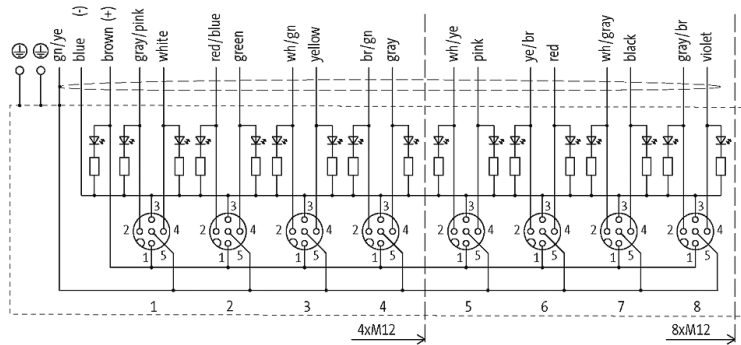 gn/ye
blue (-)
brown (+)
gray/pink
white
red/blue
green
wh/gn
yellow
br/gn
gray
wh/ye
pink
ye/br
red
wh/gray
black
gray/br
violet
3 3 3 3 3 3 3 3
2 4 2 4 2 4 2 4 2 4 2 4 2 4 2 4
1 5 1 5 1 5 1 5 1 5 1 5 1 5 1 5
1 2 3 4 5 6 7 8
4xM12 8xM12